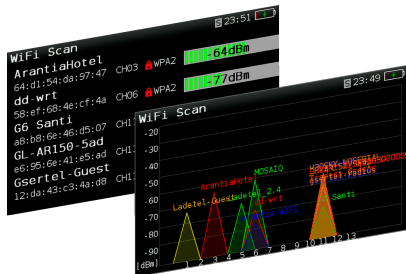 S 23:51
WiFi Scan
ArantiaHotel
64:d1:54:da:97:47 CH03 WPA2 -64dBm
dd-wrt
58:ef:68:4e:cf:4a CH06 WPA2 -77dBm
G6 Santi
a8:b8:6e:46:d5:07
GL-AR150-5ad
e6:95:6e:41:e5:ad
Gsertel-Guest
12:da:43:c3:4a:d8
S 23:49
WiFi Scan
-20
-30
-40
-50
-60
-70
-80
-90
[dBm]
MOSAIQ
ArantiaHotel
Ladetel-Guest
Ladetel_2.4
dd-wrt
Santi
1 2 3 4 5 6 7 8 9 10 11 12 13